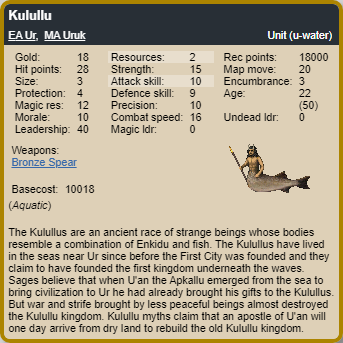 Kulullu
EA Ur, MA Uruk Unit (u-water)
Gold: 18 Resources: 2 Rec points: 18000
Hit points: 28 Strength: 15 Map move: 20
Size: 3 Attack skill: 10 Encumbrance: 3
Protection: 4 Defence skill: 9 Age: 22
Magic res: 12 Precision: 10 (50)
Morale: 10 Combat speed: 16 Undead ldr: 0
Leadership: 40 Magic ldr: 0
Weapons:
Bronze Spear
Basecost: 10018
(Aquatic)
The Kulullus are an ancient race of strange beings whose bodies
resemble a combination of Enkidu and fish. The Kulullus have lived
in the seas near Ur since before the First City was founded and they
claim to have founded the first kingdom underneath the waves.
Sages believe that when U'an the Apkallu emerged from the sea to
bring civilization to Ur he had already brought his gifts to the Kulullus.
But war and strife brought by less peaceful beings almost destroyed
the Kulullu kingdom. Kulullu myths claim that an apostle of U'an will
one day arrive from dry land to rebuild the old Kulullu kingdom.